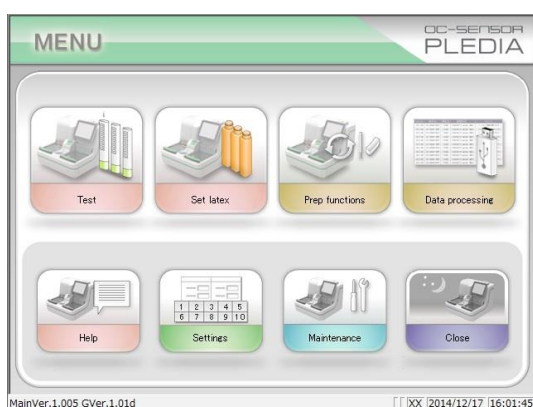 MENU
OC-SENSOR
PLEDIA
Test
Set latex
Prep functions
Data processing
Help
1 2 3 4 5
6 7 8 9 10
Settings
Maintenance
Close
MainVer.1.005 GVer.1.01d
[ [ XX 2014/12/17 16:01:45